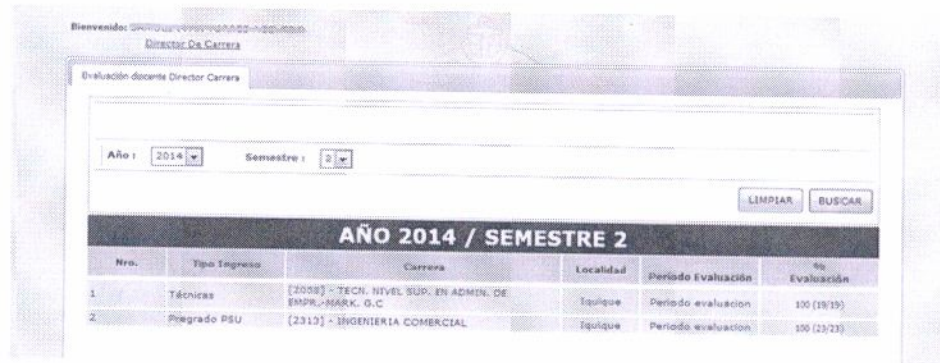 Bienvenido:
Director De Carrera
Evaluación docente Director Carrera
Año : 2014 Semestre : 2
LIMPIAR BUSCAR
AÑO 2014 / SEMESTRE 2
Nro. Tipo Ingreso Carrera Localidad Periodo Evaluación % Evaluación
1 Técnicas [2058] - TECN. NIVEL SUP. EN ADMIN. DE EMPR.-MARK. G.C Iquique Periodo evaluacion 100 (19/19)
2 Pregrado PSU [2313] - INGENIERIA COMERCIAL Iquique Periodo evaluacion 100 (23/23)